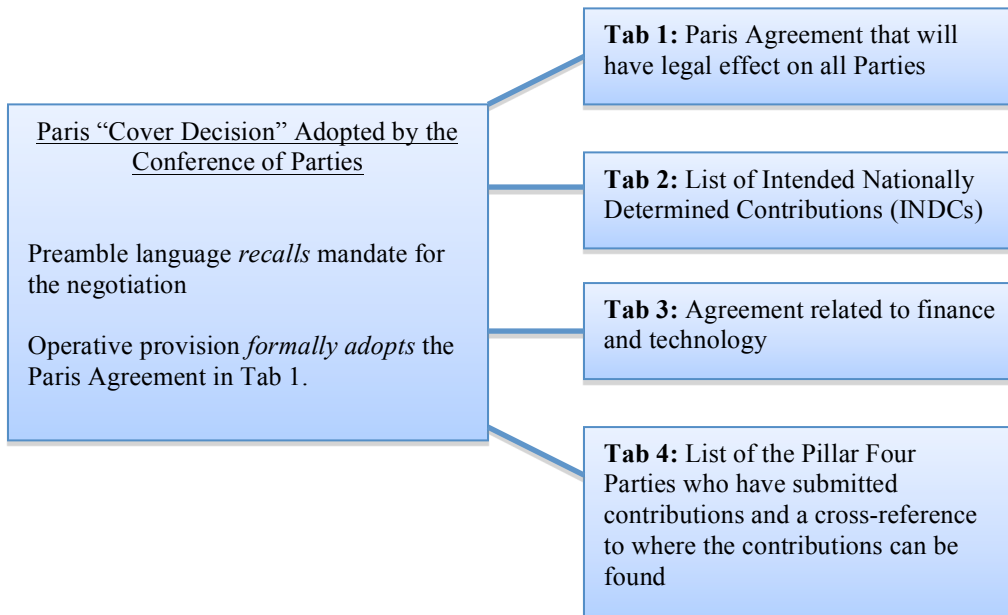 Paris “Cover Decision” Adopted by the
Conference of Parties
Preamble language recalls mandate for
the negotiation
Operative provision formally adopts the
Paris Agreement in Tab 1.
Tab 1: Paris Agreement that will
have legal effect on all Parties
Tab 2: List of Intended Nationally
Determined Contributions (INDCs)
Tab 3: Agreement related to finance
and technology
Tab 4: List of the Pillar Four
Parties who have submitted
contributions and a cross-reference
to where the contributions can be
found